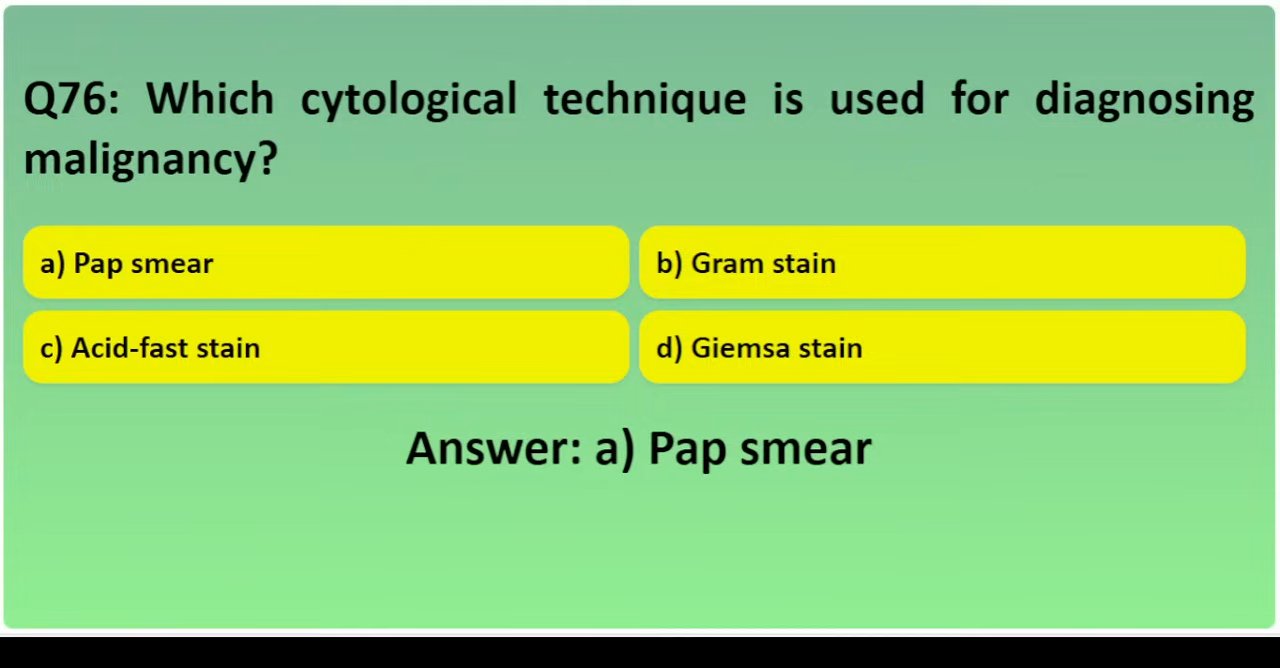 Q76: Which cytological technique is used for diagnosing
malignancy?
a) Pap smear
b) Gram stain
c) Acid-fast stain
d) Giemsa stain
Answer: a) Pap smear